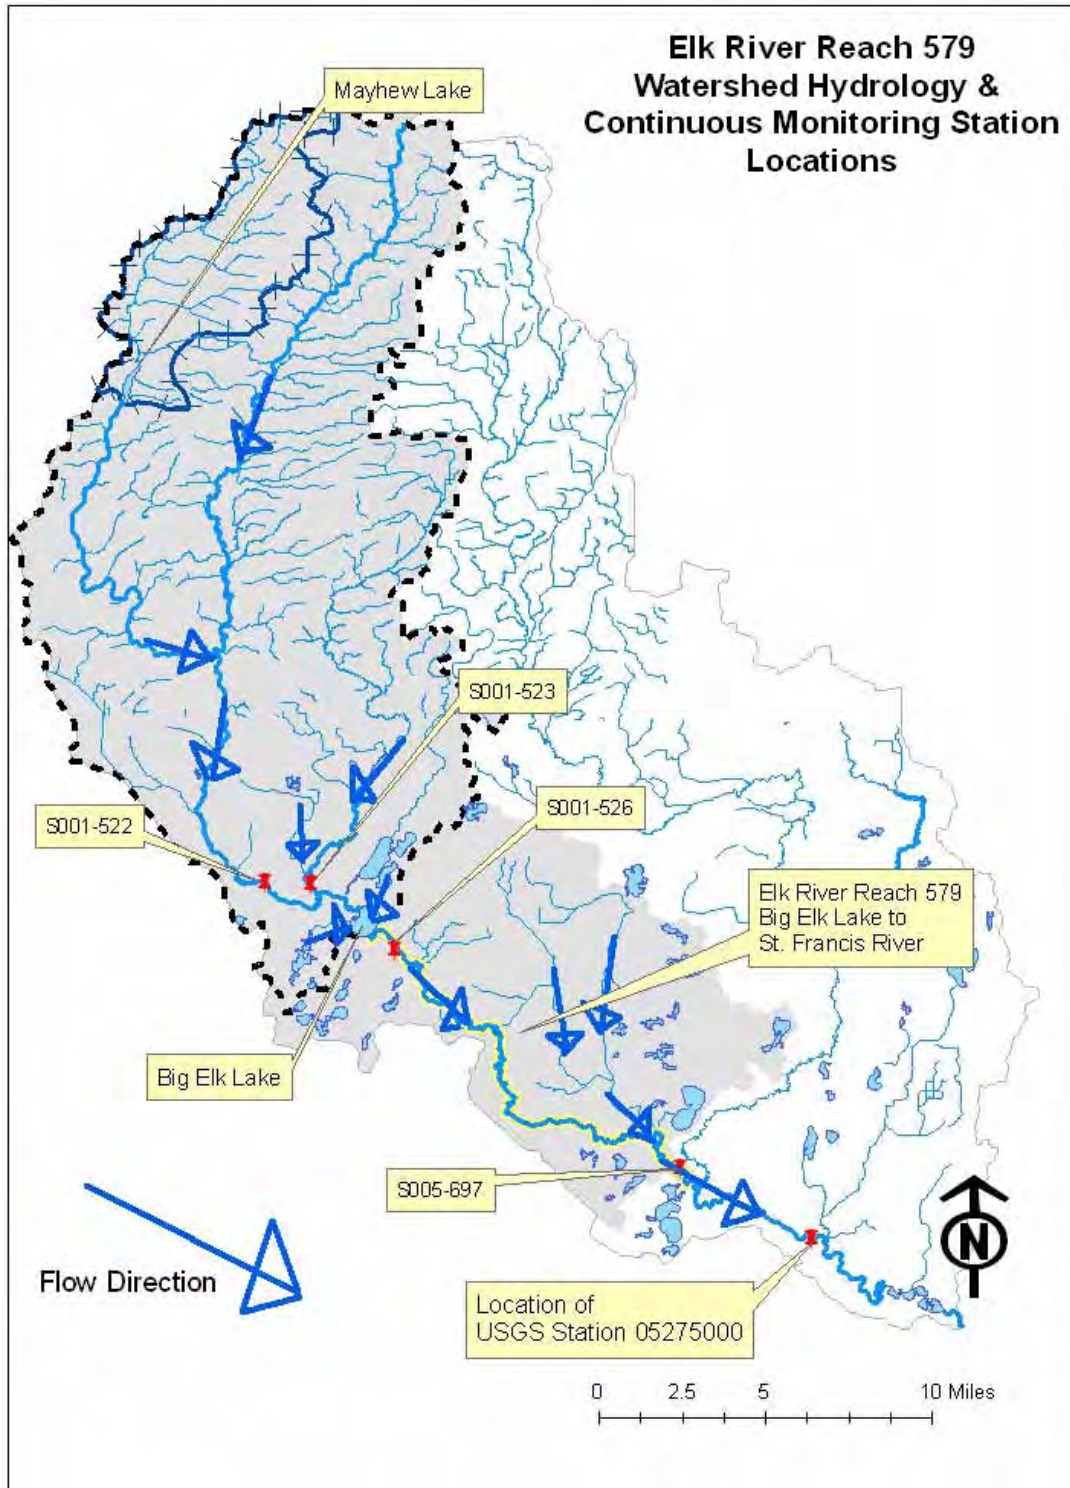 Elk River Reach 579
Watershed Hydrology &
Continuous Monitoring Station
Locations
Mayhew Lake
S001-523
S001-526
S001-522
Elk River Reach 579
Big Elk Lake to
St. Francis River
Big Elk Lake
S005-697
N
Flow Direction
Location of
USGS Station 05275000
0 2.5 5 10 Miles